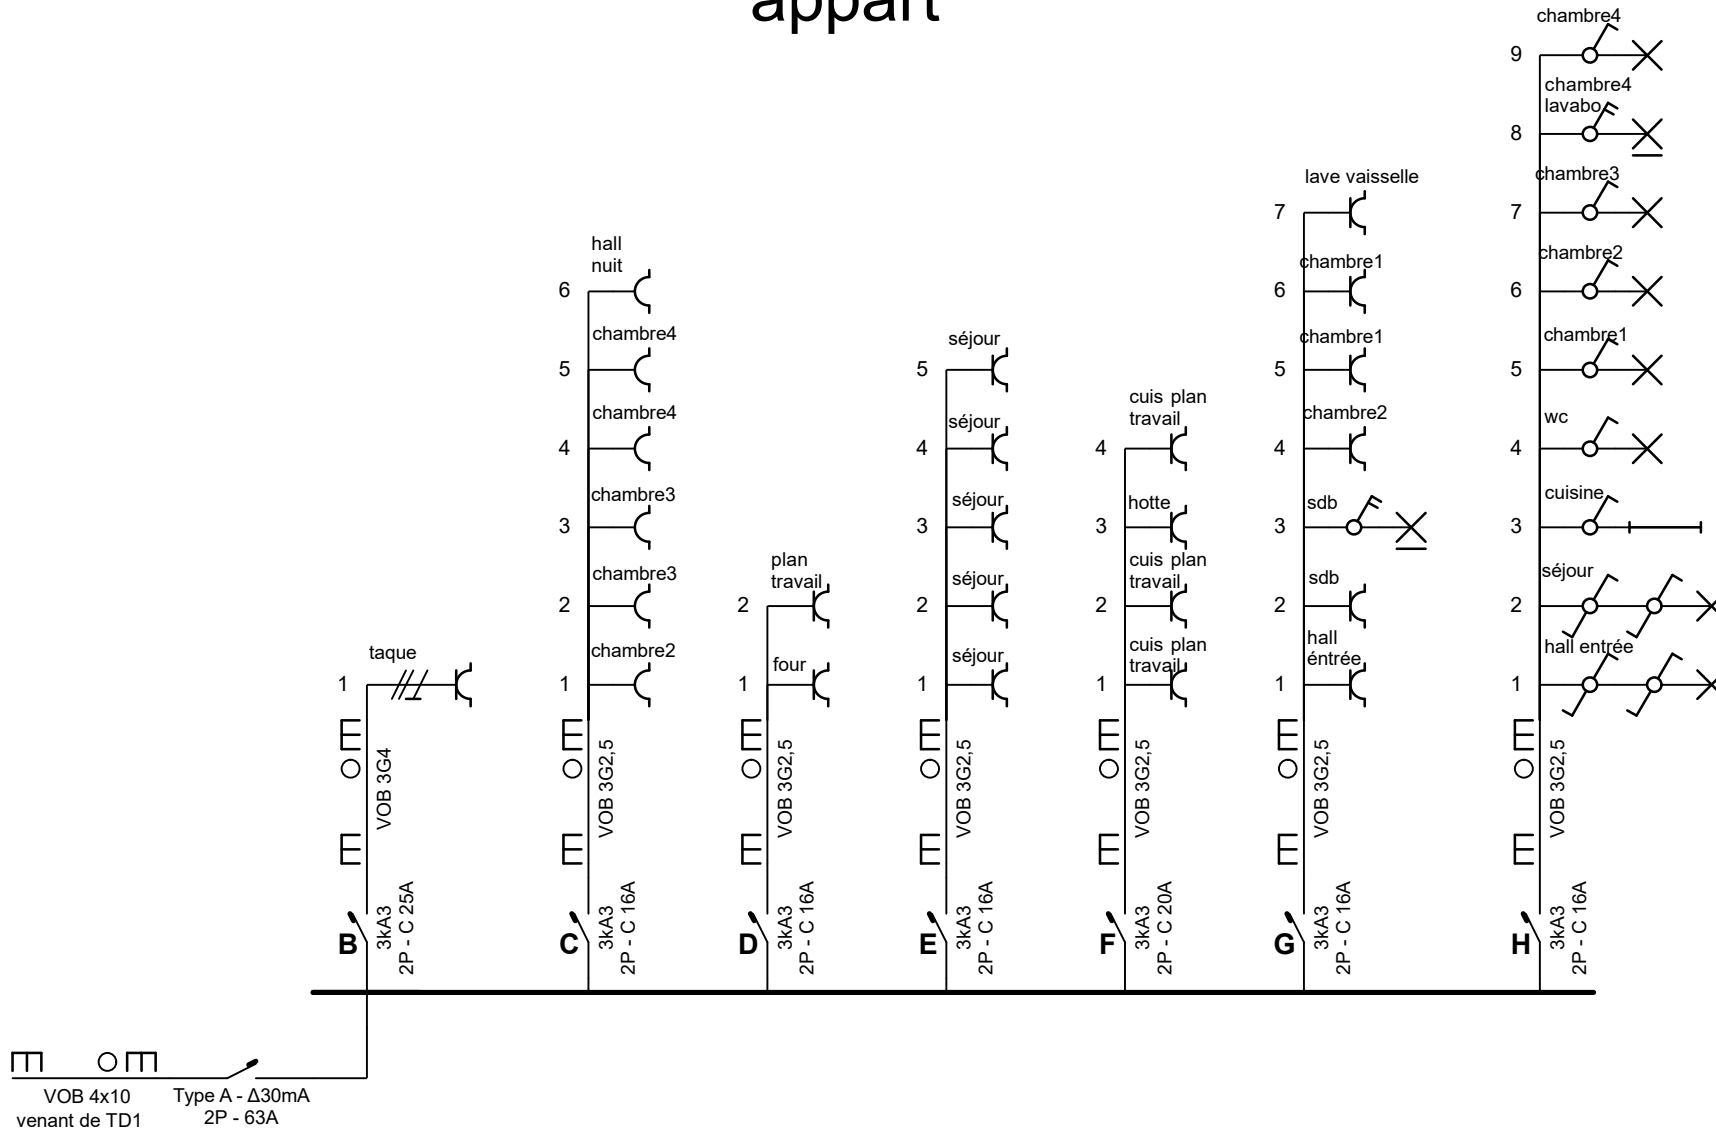 appart
chambre4
9
chambre4
lavabo
8
chambre3
7
chambre2
6
chambre1
5
wc
4
cuisine
3
séjour
2
hall entrée
1
lave vaisselle
7
chambre1
6
chambre1
5
chambre2
4
sdb
3
sdb
2
hall
éntrée
1
hall
nuit
6
chambre4
5
chambre4
4
chambre3
3
chambre3
2
chambre2
1
séjour
5
séjour
4
séjour
3
séjour
2
séjour
1
cuis plan
travail
4
hotte
3
cuis plan
travail
2
cuis plan
travail
1
plan
travail
2
four
1
taque
1
VOB 3G4
VOB 3G2,5
VOB 3G2,5
VOB 3G2,5
VOB 3G2,5
VOB 3G2,5
VOB 3G2,5
B
3kA3
2P - C 25A
C
3kA3
2P - C 16A
D
3kA3
2P - C 16A
E
3kA3
2P - C 16A
F
3kA3
2P - C 20A
G
3kA3
2P - C 16A
H
3kA3
2P - C 16A
VOB 4x10
venant de TD1
Type A - Δ30mA
2P - 63A